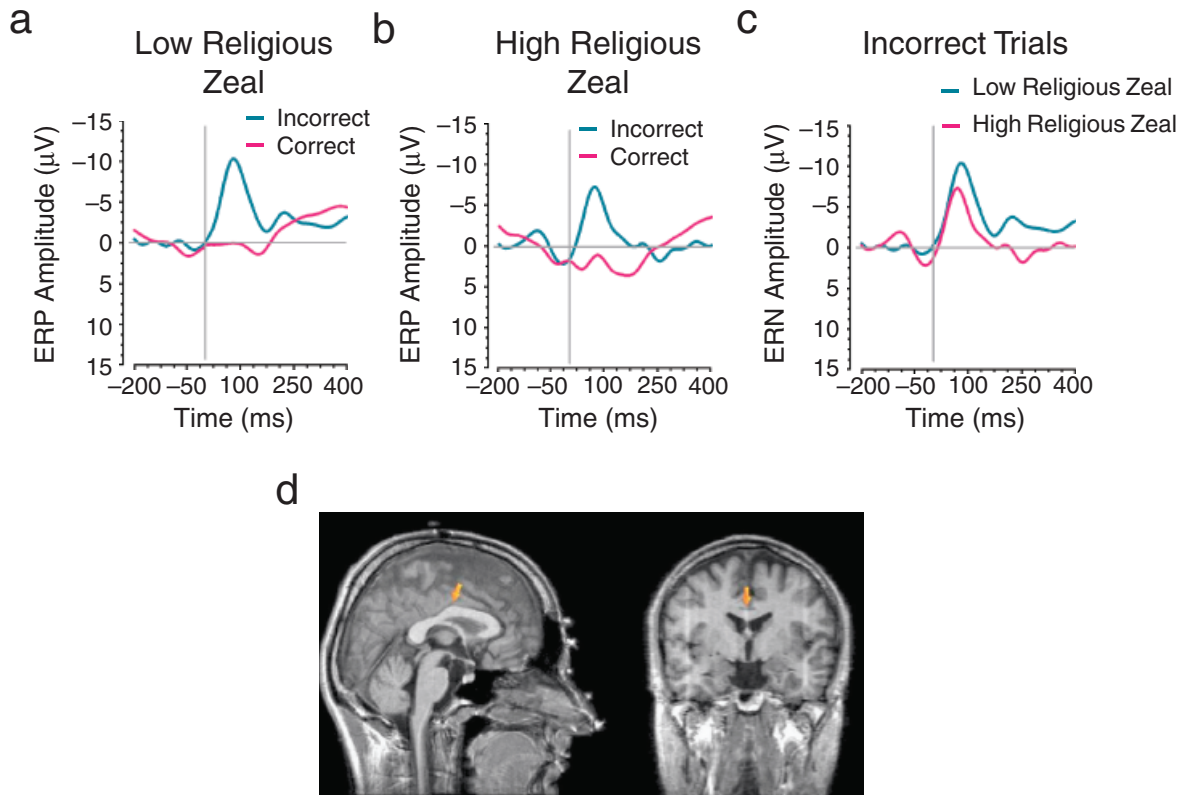 a
Low Religious
Zeal
Incorrect
Correct
ERP Amplitude (μV)
–15
–10
–5
0
5
10
15
–200 –50 100 250 400
Time (ms)
b
High Religious
Zeal
Incorrect
Correct
ERP Amplitude (μV)
–15
–10
–5
0
5
10
15
–200 –50 100 250 400
Time (ms)
c
Incorrect Trials
Low Religious Zeal
High Religious Zeal
ERN Amplitude (μV)
–15
–10
–5
0
5
10
15
–200 –50 100 250 400
Time (ms)
d